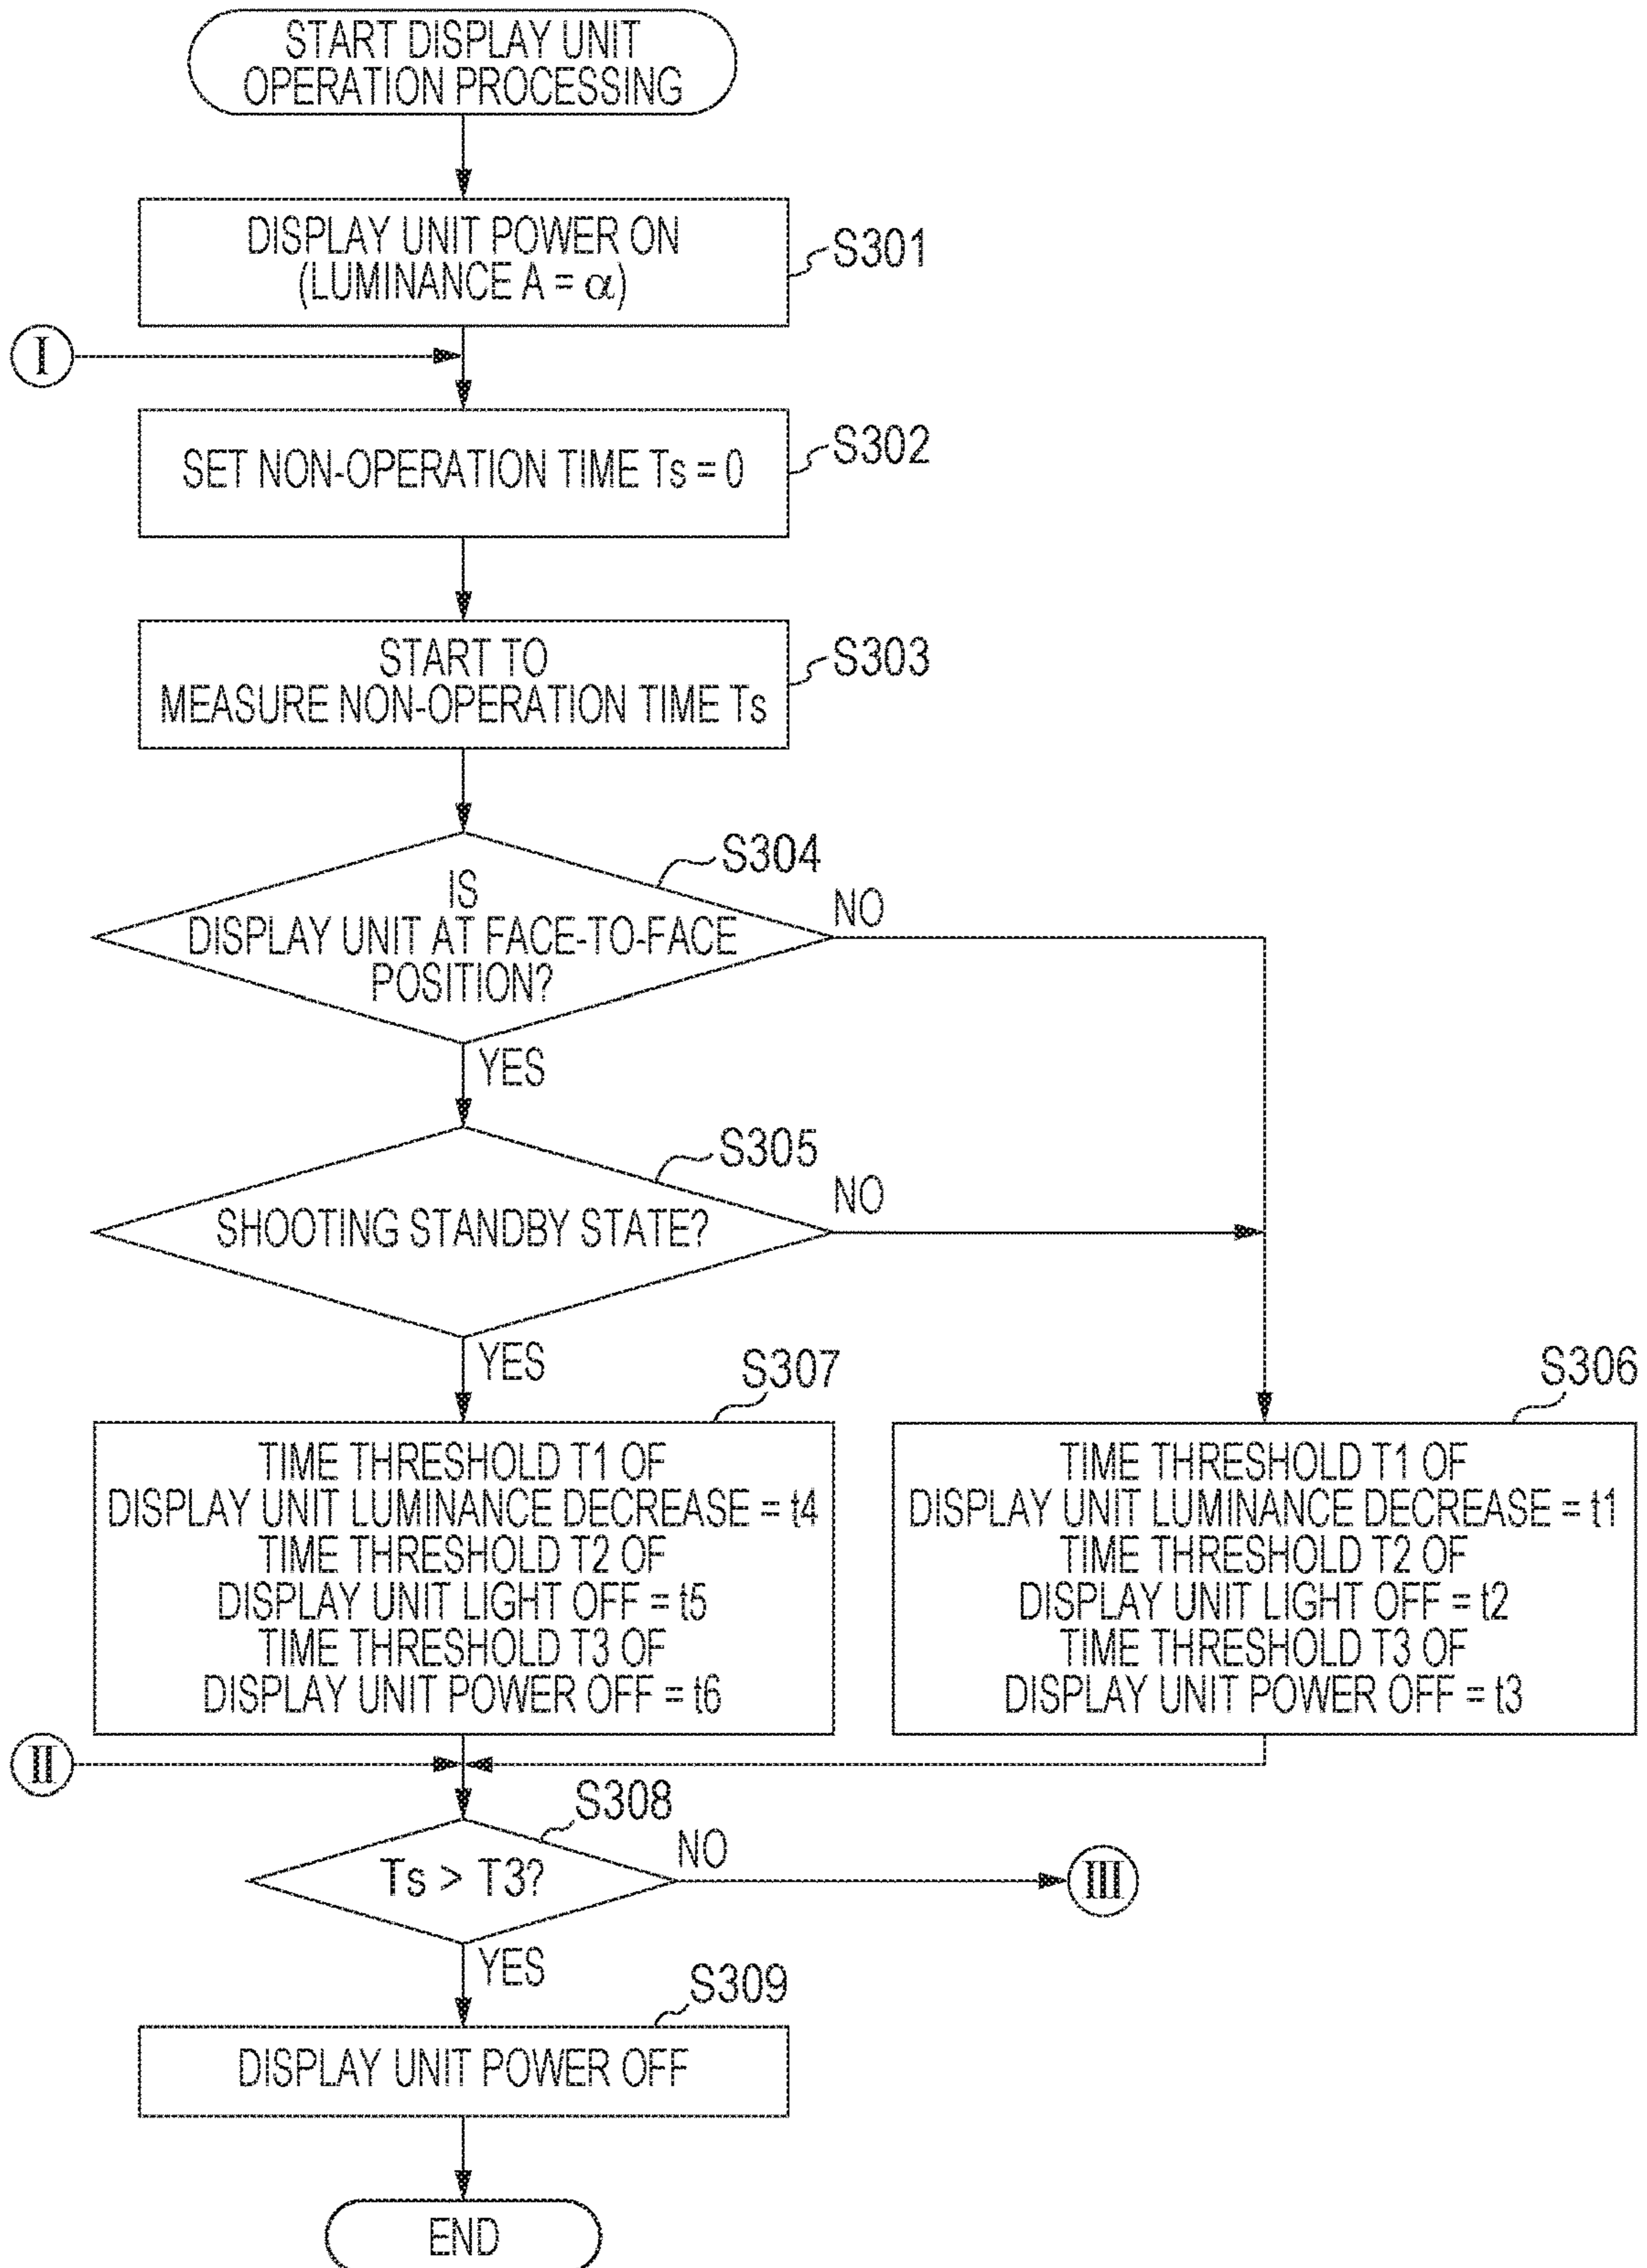 START DISPLAY UNIT
OPERATION PROCESSING
DISPLAY UNIT POWER ON
(LUMINANCE A = α)
S301
I
SET NON-OPERATION TIME Ts = 0
S302
START TO
MEASURE NON-OPERATION TIME Ts
S303
S304
IS
DISPLAY UNIT AT FACE-TO-FACE
POSITION?
NO
YES
S305
SHOOTING STANDBY STATE?
NO
YES
S307
TIME THRESHOLD T1 OF
DISPLAY UNIT LUMINANCE DECREASE = t4
TIME THRESHOLD T2 OF
DISPLAY UNIT LIGHT OFF = t5
TIME THRESHOLD T3 OF
DISPLAY UNIT POWER OFF = t6
S306
TIME THRESHOLD T1 OF
DISPLAY UNIT LUMINANCE DECREASE = t1
TIME THRESHOLD T2 OF
DISPLAY UNIT LIGHT OFF = t2
TIME THRESHOLD T3 OF
DISPLAY UNIT POWER OFF = t3
II
S308
Ts > T3?
NO
III
YES
S309
DISPLAY UNIT POWER OFF
END